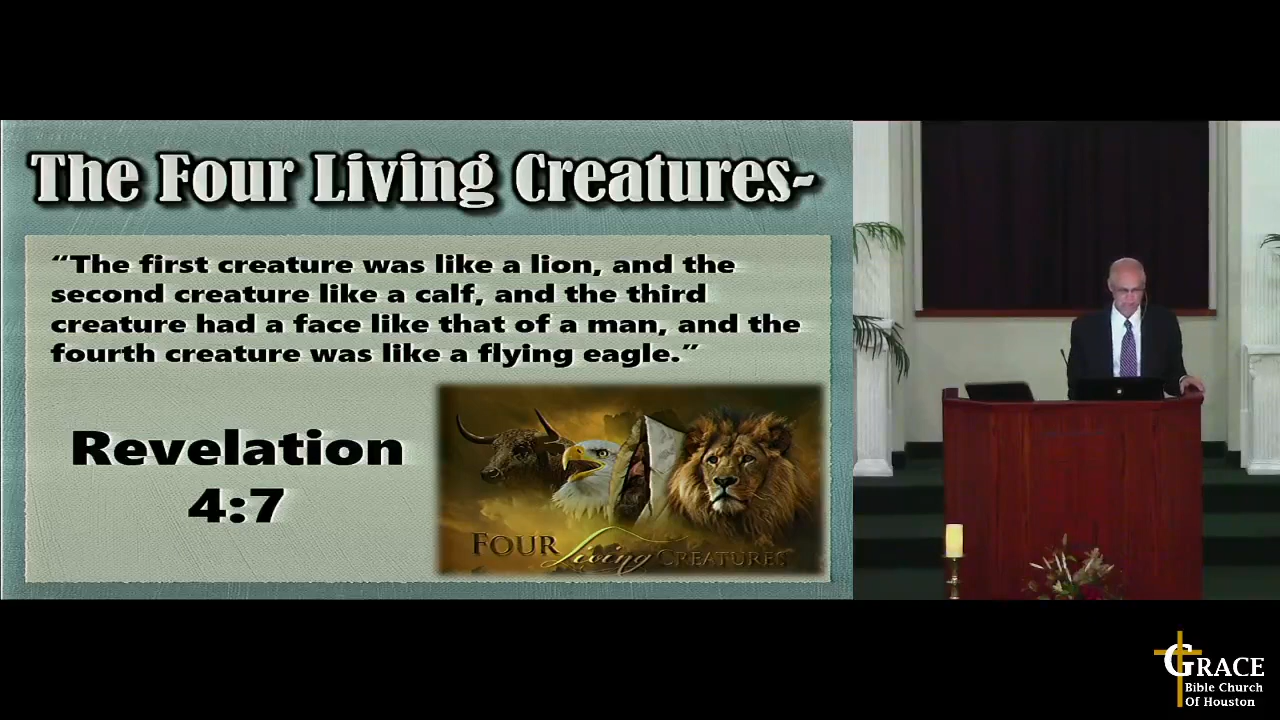 The Four Living Creatures-
“The first creature was like a lion, and the
second creature like a calf, and the third
creature had a face like that of a man, and the
fourth creature was like a flying eagle.”
Revelation
4:7
FOUR Living CREATURES
GRACE
Bible Church
Of Houston